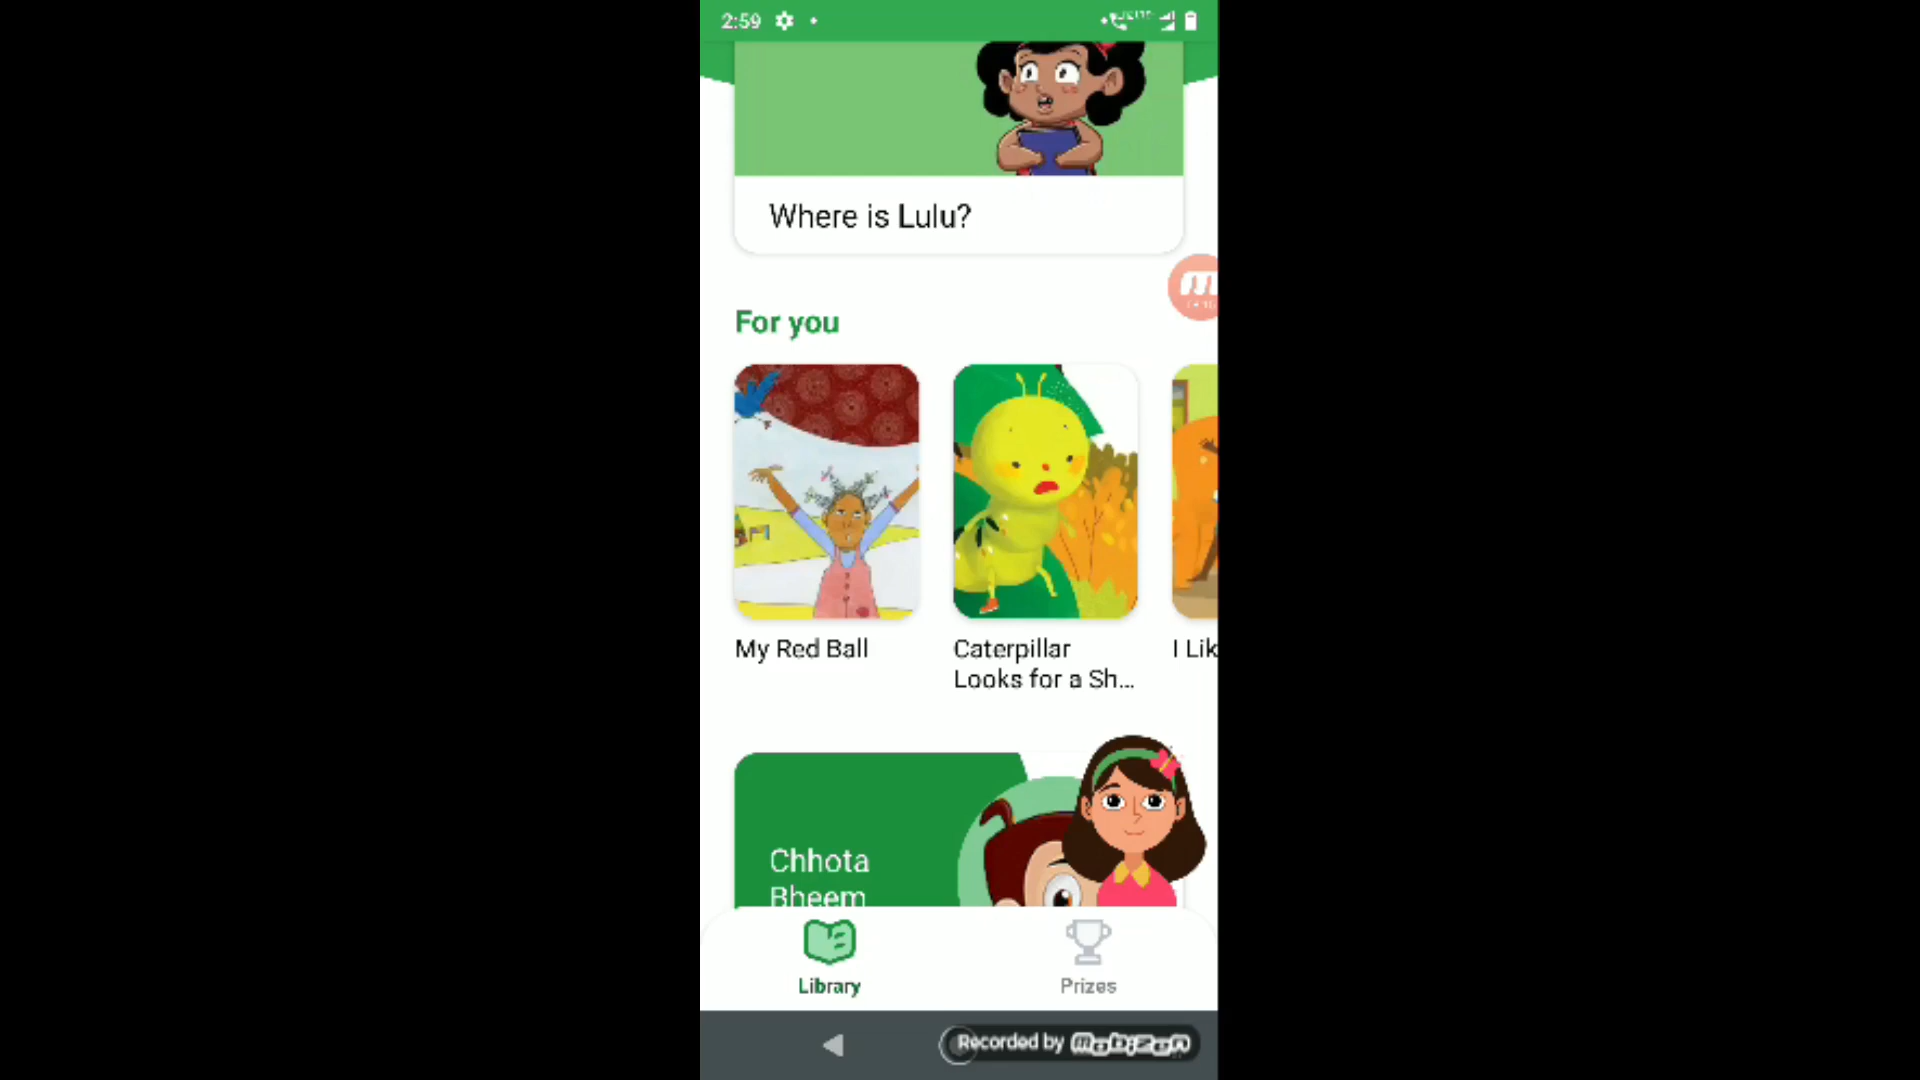 2:59
Where is Lulu?
For you
My Red Ball
Caterpillar
Looks for a Sh...
I Lik
Chhota
Bheem
Library
Prizes
Recorded by mobizen